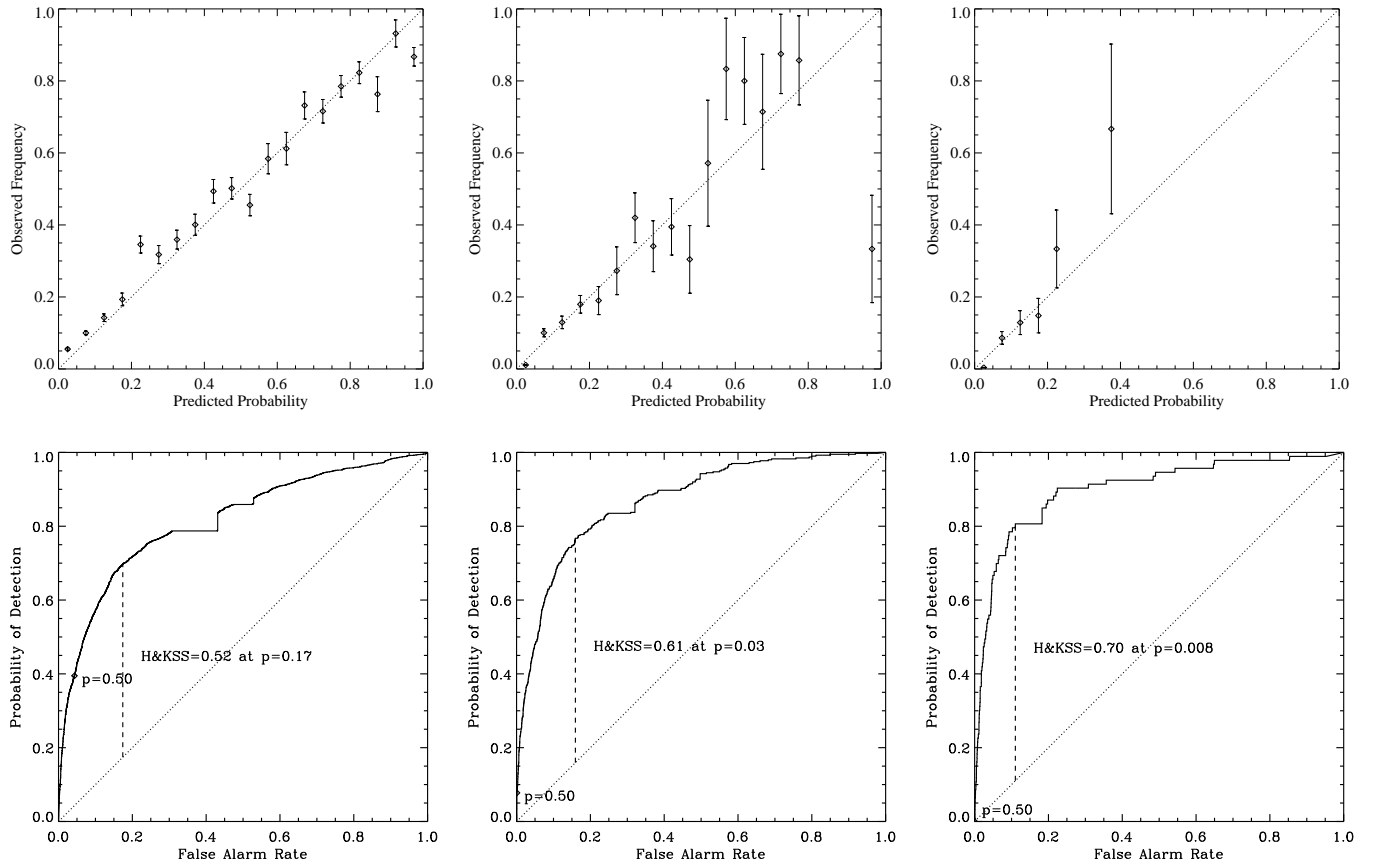 1.0
0.8
0.6
0.4
0.2
0.0
Observed Frequency
0.0 0.2 0.4 0.6 0.8 1.0
Predicted Probability
1.0
0.8
0.6
0.4
0.2
0.0
Observed Frequency
0.0 0.2 0.4 0.6 0.8 1.0
Predicted Probability
1.0
0.8
0.6
0.4
0.2
0.0
Observed Frequency
0.0 0.2 0.4 0.6 0.8 1.0
Predicted Probability
1.0
0.8
0.6
0.4
0.2
0.0
Probability of Detection
H&KSS=0.52 at p=0.17
p=0.50
0.0 0.2 0.4 0.6 0.8 1.0
False Alarm Rate
1.0
0.8
0.6
0.4
0.2
0.0
Probability of Detection
H&KSS=0.61 at p=0.03
p=0.50
0.0 0.2 0.4 0.6 0.8 1.0
False Alarm Rate
1.0
0.8
0.6
0.4
0.2
0.0
Probability of Detection
H&KSS=0.70 at p=0.008
p=0.50
0.0 0.2 0.4 0.6 0.8 1.0
False Alarm Rate